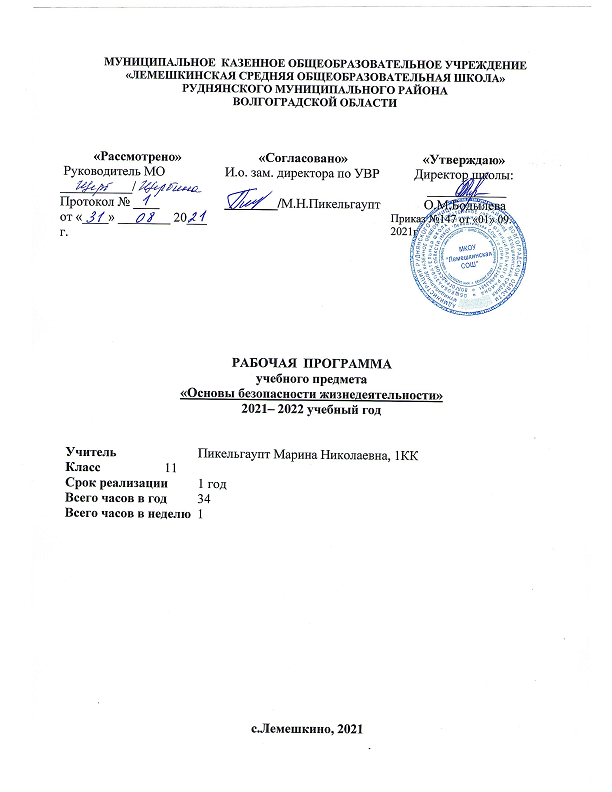 МУНИЦИПАЛЬНОЕ КАЗЕННОЕ ОБЩЕОБРАЗОВАТЕЛЬНОЕ УЧРЕЖДЕНИЕ
«ЛЕМЕШКИНСКАЯ СРЕДНЯЯ ОБЩЕОБРАЗОВАТЕЛЬНАЯ ШКОЛА»
РУДНЯНСКОГО МУНИЦИПАЛЬНОГО РАЙОНА
ВОЛГОГРАДСКОЙ ОБЛАСТИ
«Рассмотрено»
Руководитель МО
/ Щербина
Протокол № 1
от « 31 » 08 2021
г.
«Согласовано»
И.о. зам. директора по УВР
/М.Н.Пикельгаупт
«Утверждаю»
Директор школы:
О.М.Бодылева
Приказ №147 от «01» 09.
2021г
МКОУ
"Лемешкинская
СОШ"
РАБОЧАЯ ПРОГРАММА
учебного предмета
«Основы безопасности жизнедеятельности»
2021– 2022 учебный год
Учитель Пикельгаупт Марина Николаевна, 1КК
Класс 11
Срок реализации 1 год
Всего часов в год 34
Всего часов в неделю 1
с.Лемешкино, 2021